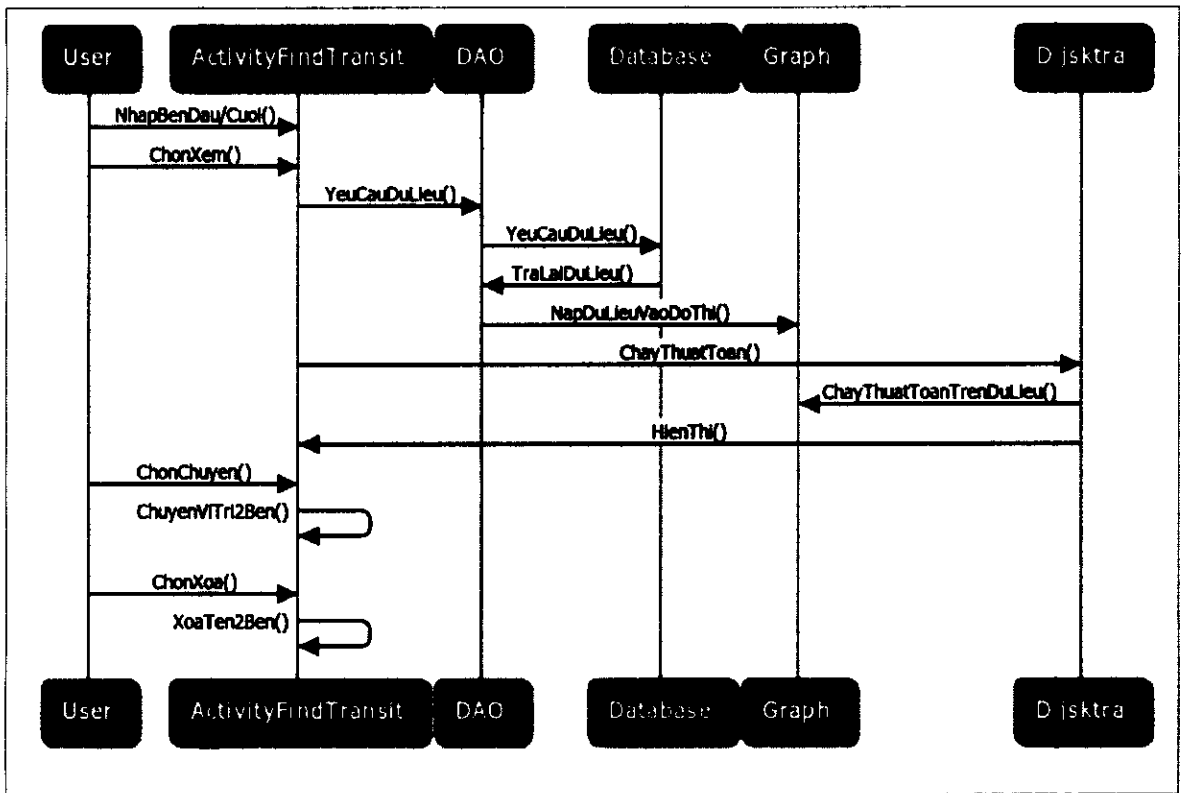 User ActivityFindTransit DAO Database Graph Dijsktra
NhapBenDau/Cuoi()
ChonXem()
YeuCauDuLieu()
YeuCauDuLieu()
TraLaiDuLieu()
NapDuLieuVaoDoThi()
ChayThuatToan()
ChayThuatToanTrenDuLieu()
HienThi()
ChonChuyen()
ChuyenViTri2Ben()
ChonXoa()
XoaTen2Ben()
User ActivityFindTransit DAO Database Graph Dijsktra